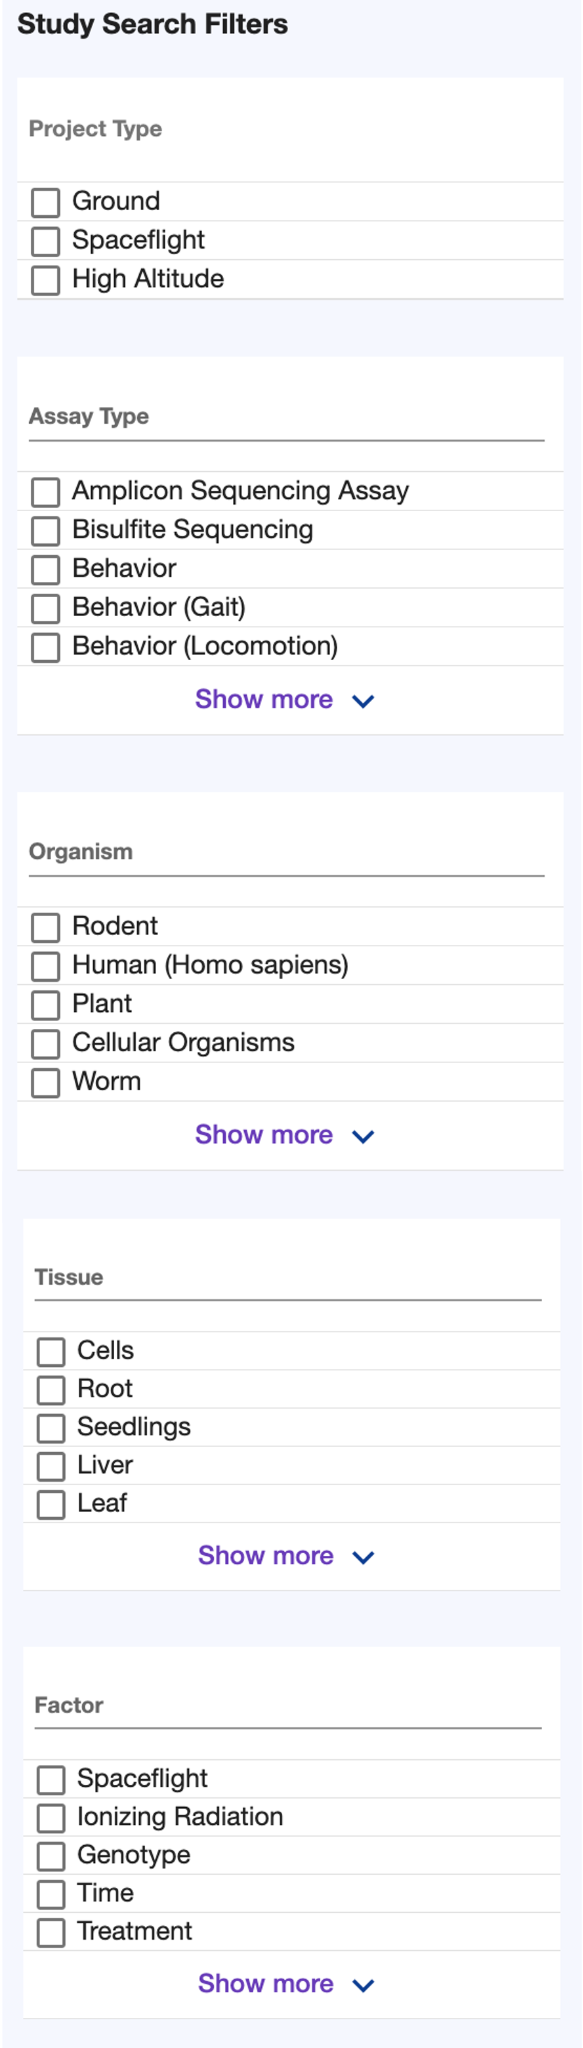 Study Search Filters
Project Type
Ground
Spaceflight
High Altitude
Assay Type
Amplicon Sequencing Assay
Bisulfite Sequencing
Behavior
Behavior (Gait)
Behavior (Locomotion)
Show more
Organism
Rodent
Human (Homo sapiens)
Plant
Cellular Organisms
Worm
Show more
Tissue
Cells
Root
Seedlings
Liver
Leaf
Show more
Factor
Spaceflight
Ionizing Radiation
Genotype
Time
Treatment
Show more